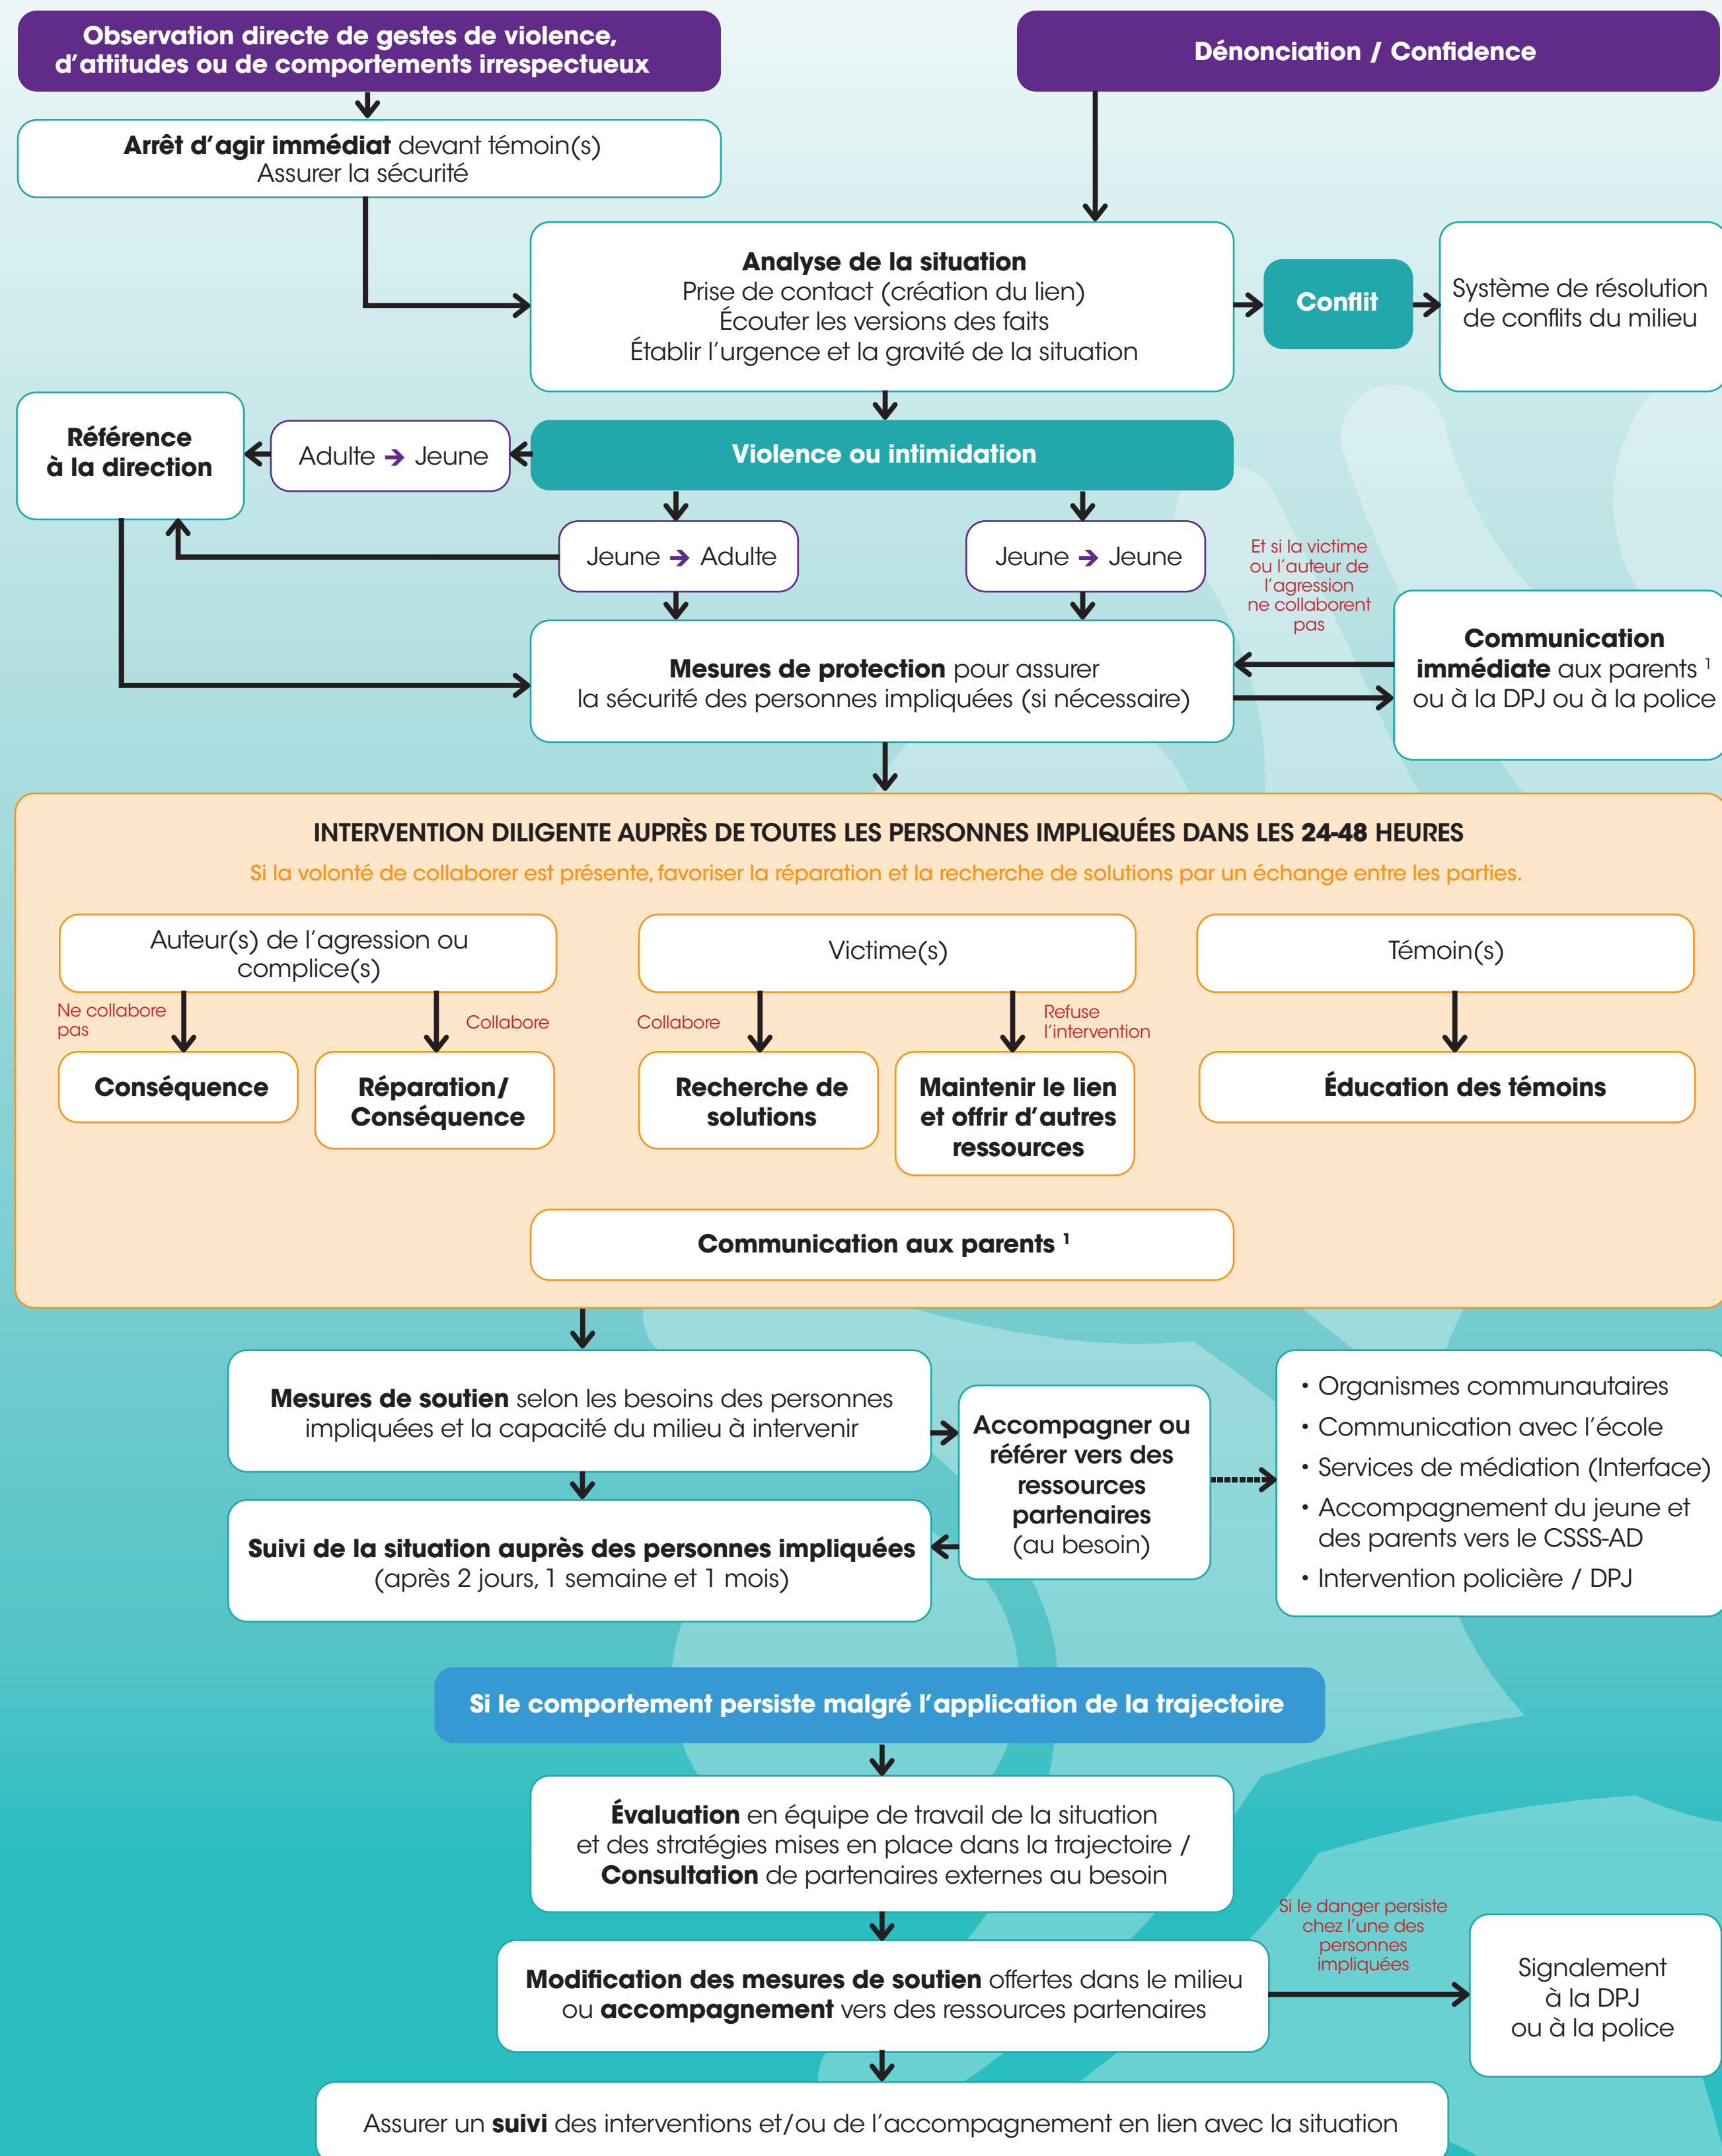 Observation directe de gestes de violence,
d'attitudes ou de comportements irrespectueux
Dénonciation / Confidence
Arrêt d'agir immédiat devant témoin(s)
Assurer la sécurité
Analyse de la situation
Prise de contact (création du lien)
Écouter les versions des faits
Établir l'urgence et la gravité de la situation
Conflit
Système de résolution
de conflits du milieu
Référence
à la direction
Adulte ➔ Jeune
Violence ou intimidation
Jeune ➔ Adulte
Jeune ➔ Jeune
Et si la victime
ou l'auteur de
l'agression
ne collaborent
pas
Mesures de protection pour assurer
la sécurité des personnes impliquées (si nécessaire)
Communication
immédiate aux parents ¹
ou à la DPJ ou à la police
INTERVENTION DILIGENTE AUPRÈS DE TOUTES LES PERSONNES IMPLIQUÉES DANS LES 24-48 HEURES
Si la volonté de collaborer est présente, favoriser la réparation et la recherche de solutions par un échange entre les parties.
Auteur(s) de l'agression ou
complice(s)
Victime(s)
Témoin(s)
Ne collabore
pas
Collabore
Collabore
Refuse
l'intervention
Conséquence
Réparation/
Conséquence
Recherche de
solutions
Maintenir le lien
et offrir d'autres
ressources
Éducation des témoins
Communication aux parents ¹
Mesures de soutien selon les besoins des personnes
impliquées et la capacité du milieu à intervenir
Accompagner ou
référer vers des
ressources
partenaires
(au besoin)
• Organismes communautaires
• Communication avec l'école
• Services de médiation (Interface)
• Accompagnement du jeune et
des parents vers le CSSS-AD
• Intervention policière / DPJ
Suivi de la situation auprès des personnes impliquées
(après 2 jours, 1 semaine et 1 mois)
Si le comportement persiste malgré l'application de la trajectoire
Évaluation en équipe de travail de la situation
et des stratégies mises en place dans la trajectoire /
Consultation de partenaires externes au besoin
Si le danger persiste
chez l'une des
personnes
impliquées
Modification des mesures de soutien offertes dans le milieu
ou accompagnement vers des ressources partenaires
Signalement
à la DPJ
ou à la police
Assurer un suivi des interventions et/ou de l'accompagnement en lien avec la situation